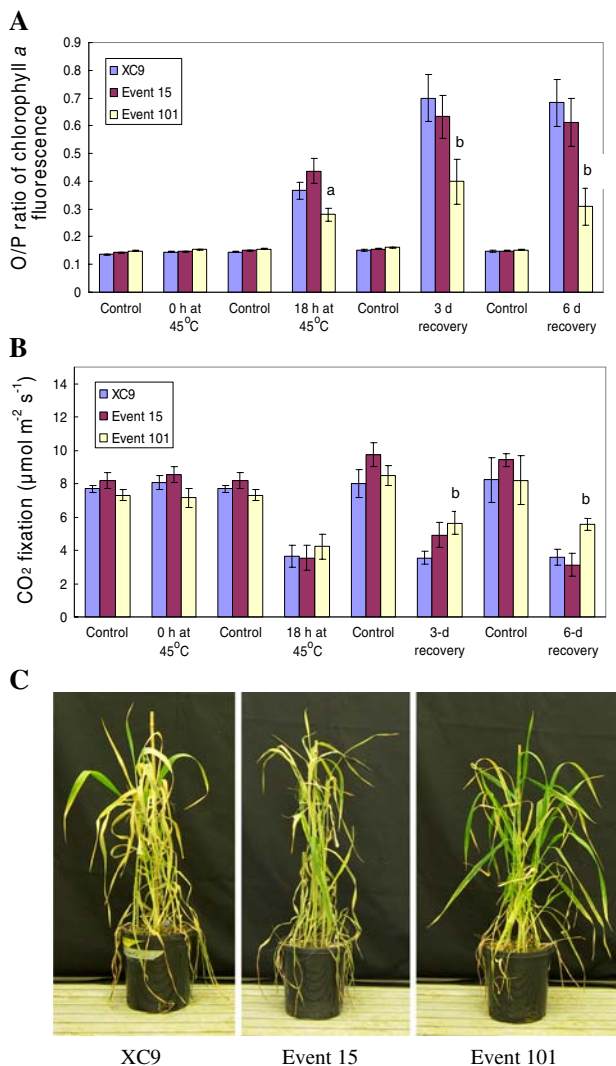 A
O/P ratio of chlorophyll a
fluorescence
0.9
0.8
0.7
0.6
0.5
0.4
0.3
0.2
0.1
XC9
Event 15
Event 101
a
b
b
Control
0 h at
45°C
Control
18 h at
45°C
Control
3 d
recovery
Control
6 d
recovery
B
CO2 fixation (μmol m-2 s-1)
14
12
10
8
6
4
2
0
XC9
Event 15
Event 101
b
b
Control
0 h at
45°C
Control
18 h at
45°C
Control
3-d
recovery
Control
6-d
recovery
C
XC9
Event 15
Event 101